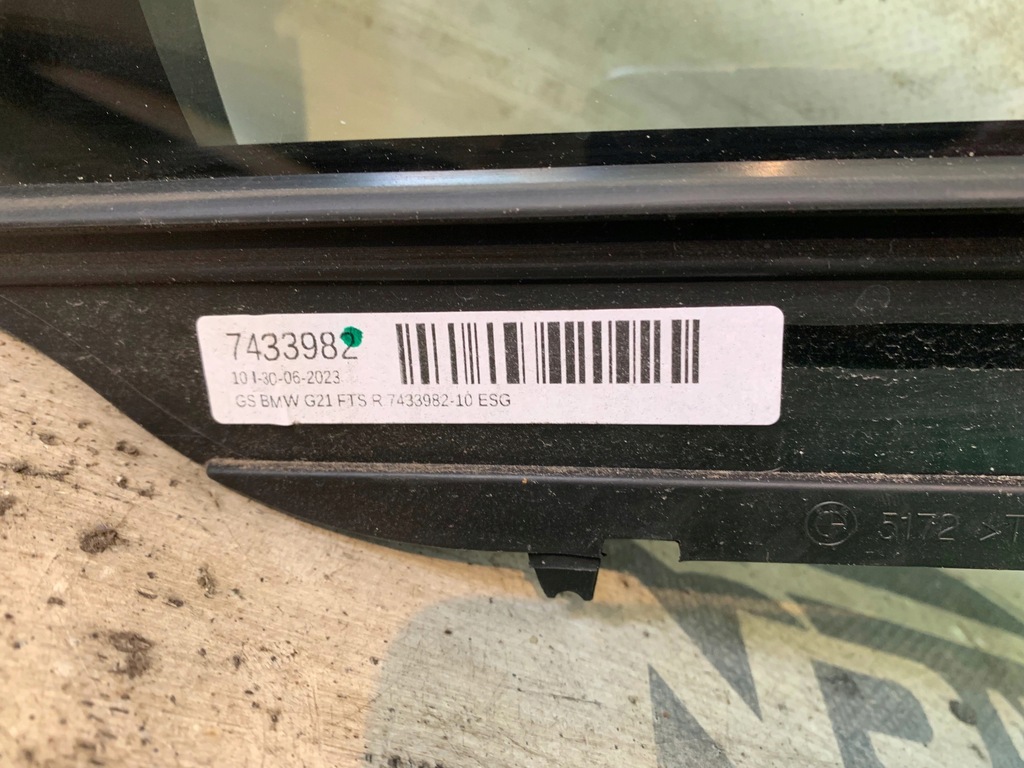 7433982
10 I-30-06-2023
GS BMW G21 FTS R 7433982-10 ESG
G 5172 >T